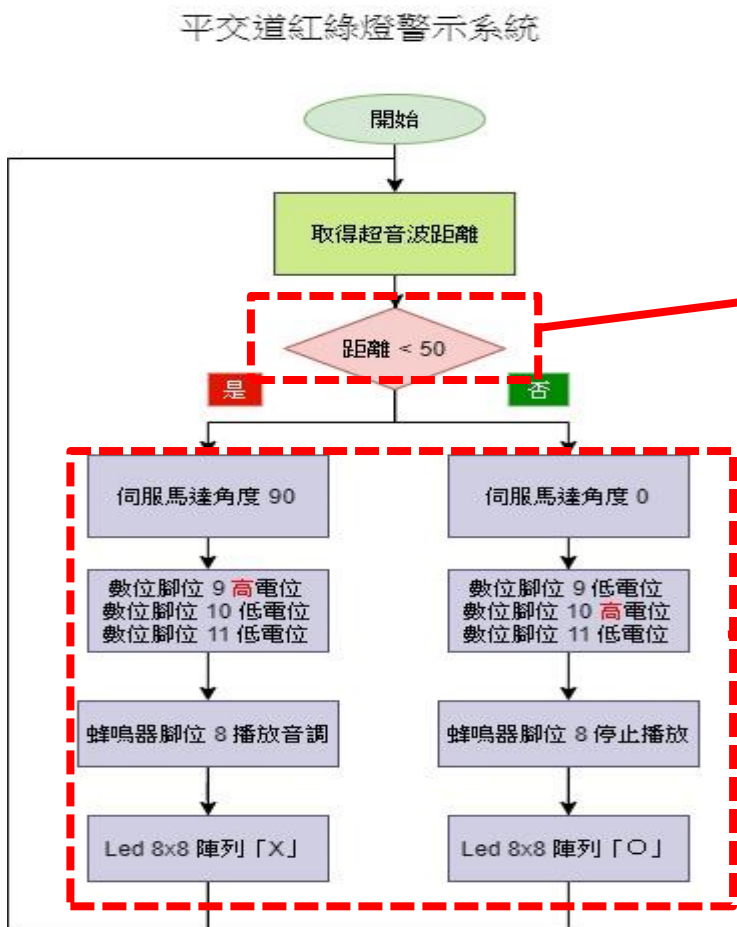 平交道紅綠燈警示系統
開始
取得超音波距離
距離 < 50
是
否
伺服馬達角度 90
數位腳位 9 高電位
數位腳位 10 低電位
數位腳位 11 低電位
蜂鳴器腳位 8 播放音調
Led 8x8 陣列「X」
伺服馬達角度 0
數位腳位 9 低電位
數位腳位 10 高電位
數位腳位 11 低電位
蜂鳴器腳位 8 停止播放
Led 8x8 陣列「O」